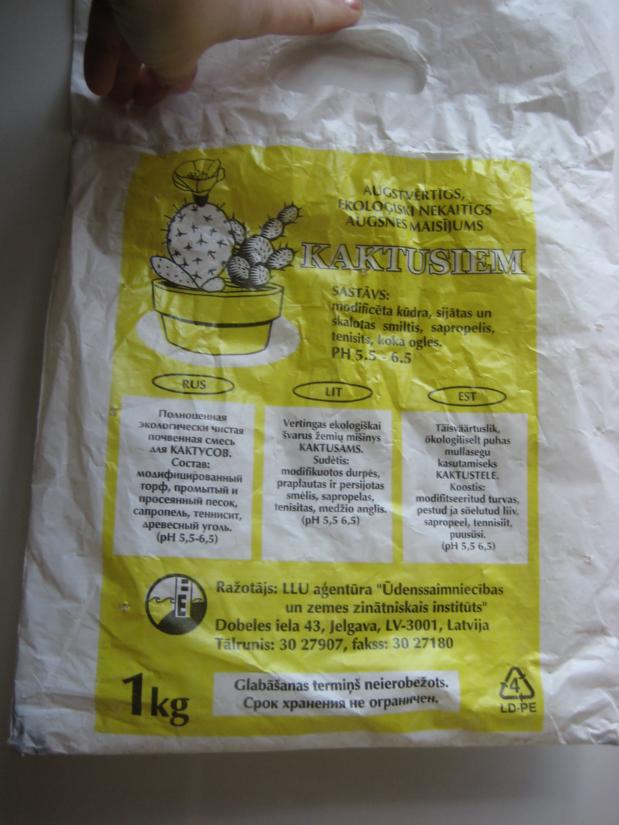 AUGSTVĒRTĪGS,
EKOLOĢISKI NEKAITĪGS
AUGSNES MAISĪJUMS
KAKTUSIEM
SASTĀVS:
modificēta kūdra, sijātas un
skalotas smiltis, sapropelis,
tenisīts, koka ogles.
PH 5.5 - 6.5
RUS
Полноценная
экологически чистая
почвенная смесь
для КАКТУСОВ.
Состав:
модифицированный
торф, промытый и
просеянный песок,
сапропель, теннисит,
древесный уголь.
(pH 5,5-6,5)
LIT
Vertingas ekologiškai
švarus žemių mišinys
KAKTUSAMS.
Sudėtis:
modifikuotos durpės,
praplautas ir persijotas
smėlis, sapropelas,
tenisitas, medžio anglis.
(pH 5,5 6,5)
EST
Täisväärtuslik,
ökologiliselt puhas
mullasegu
kasutamiseks
KAKTUSTELE.
Koostis:
modifitseeritud turvas,
pestud ja sõelutud liiv,
sapropeel, tennisiit,
puusüsi.
(pH 5,5 6,5)
Ražotājs: LLU aģentūra "Ūdenssaimniecības
un zemes zinātniskais institūts"
Dobeles iela 43, Jelgava, LV-3001, Latvija
Tālrunis: 30 27907, fakss: 30 27180
1kg
Glabāšanas termiņš neierobežots.
Срок хранения не ограничен.
4
LD-PE